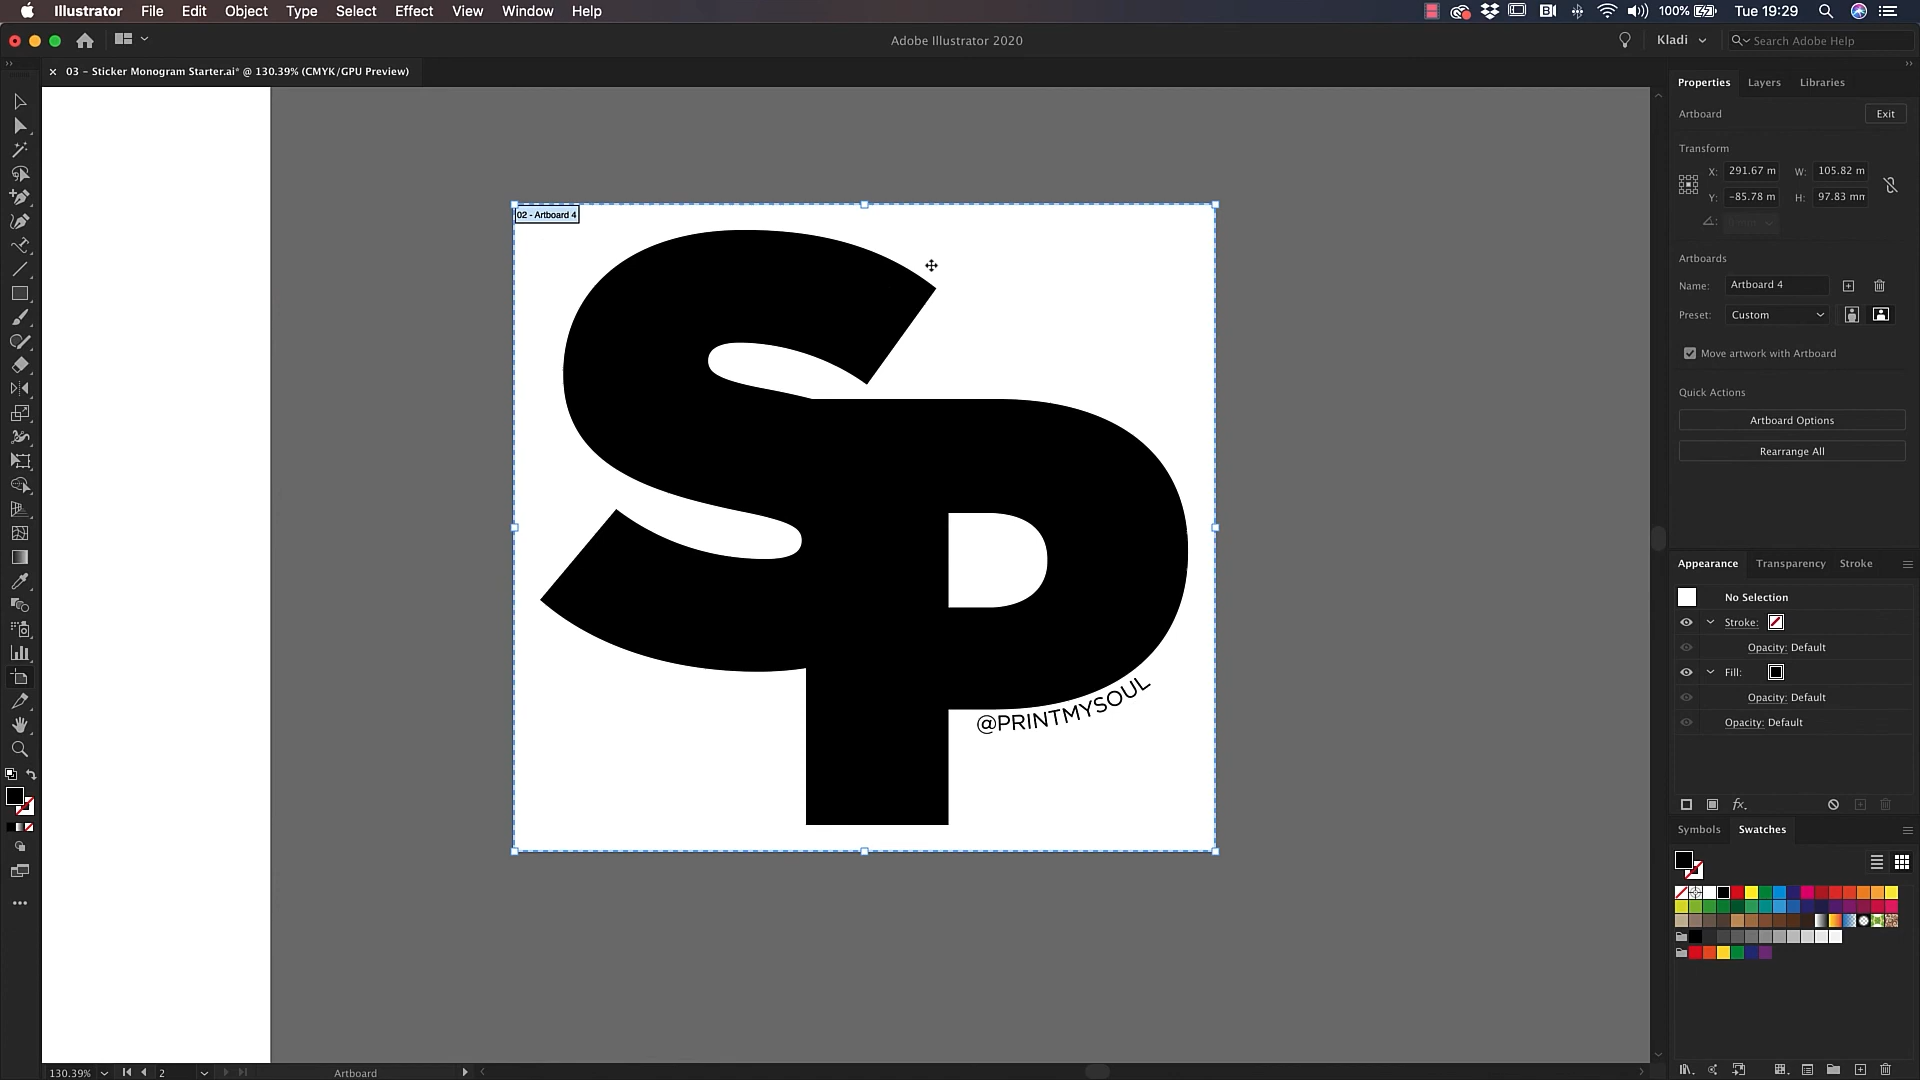 Illustrator File Edit Object Type Select Effect View Window Help
100% Tue 19:29
Adobe Illustrator 2020
Kladi
Search Adobe Help
03 - Sticker Monogram Starter.ai* @ 130.39% (CMYK/GPU Preview)
Properties Layers Libraries
Artboard Exit
Transform
X: 291.67 m W: 105.82 m
Y: -85.78 m H: 97.83 mm
Artboards
Name: Artboard 4
Preset: Custom
Move artwork with Artboard
Quick Actions
Artboard Options
Rearrange All
02 - Artboard 4
SP
@PRINTMYSOUL
Appearance Transparency Stroke
No Selection
Stroke:
Opacity: Default
Fill:
Opacity: Default
Opacity: Default
fx.
Symbols Swatches
130.39% 2 Artboard